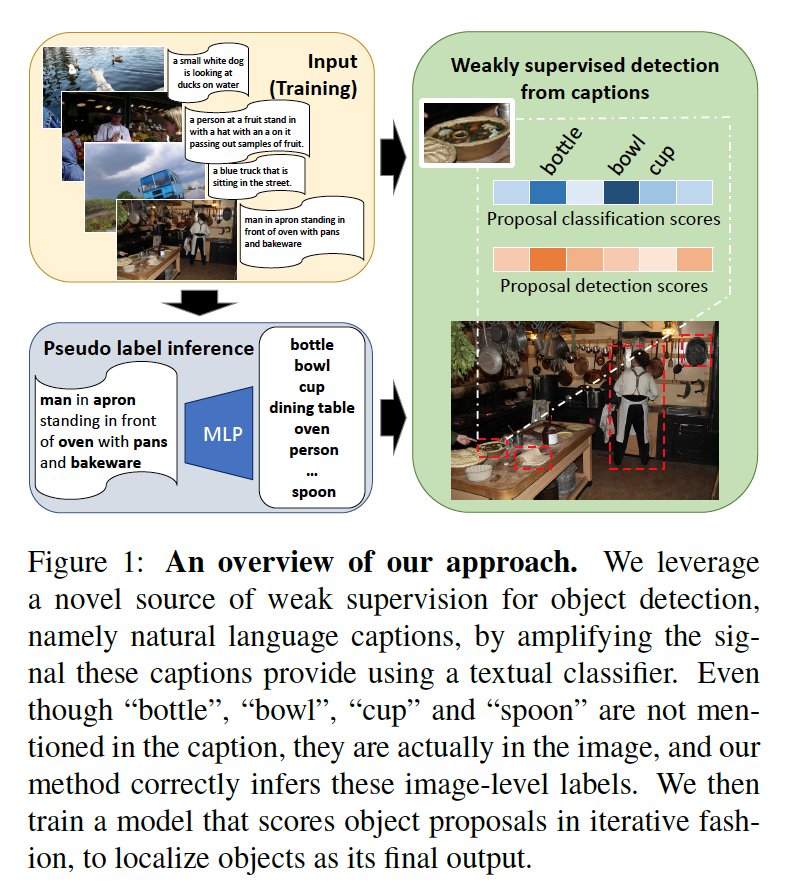 Input
(Training)
a small white dog
is looking at
ducks on water
a person at a fruit stand in
with a hat with an a on it
passing out samples of fruit.
a blue truck that is
sitting in the street.
man in apron standing in
front of oven with pans
and bakeware
Pseudo label inference
man in apron
standing in front
of oven with pans
and bakeware
MLP
bottle
bowl
cup
dining table
oven
person
...
spoon
Weakly supervised detection
from captions
bottle
bowl
cup
Proposal classification scores
Proposal detection scores
Figure 1: An overview of our approach. We leverage
a novel source of weak supervision for object detection,
namely natural language captions, by amplifying the sig-
nal these captions provide using a textual classifier. Even
though “bottle”, “bowl”, “cup” and “spoon” are not men-
tioned in the caption, they are actually in the image, and our
method correctly infers these image-level labels. We then
train a model that scores object proposals in iterative fash-
ion, to localize objects as its final output.